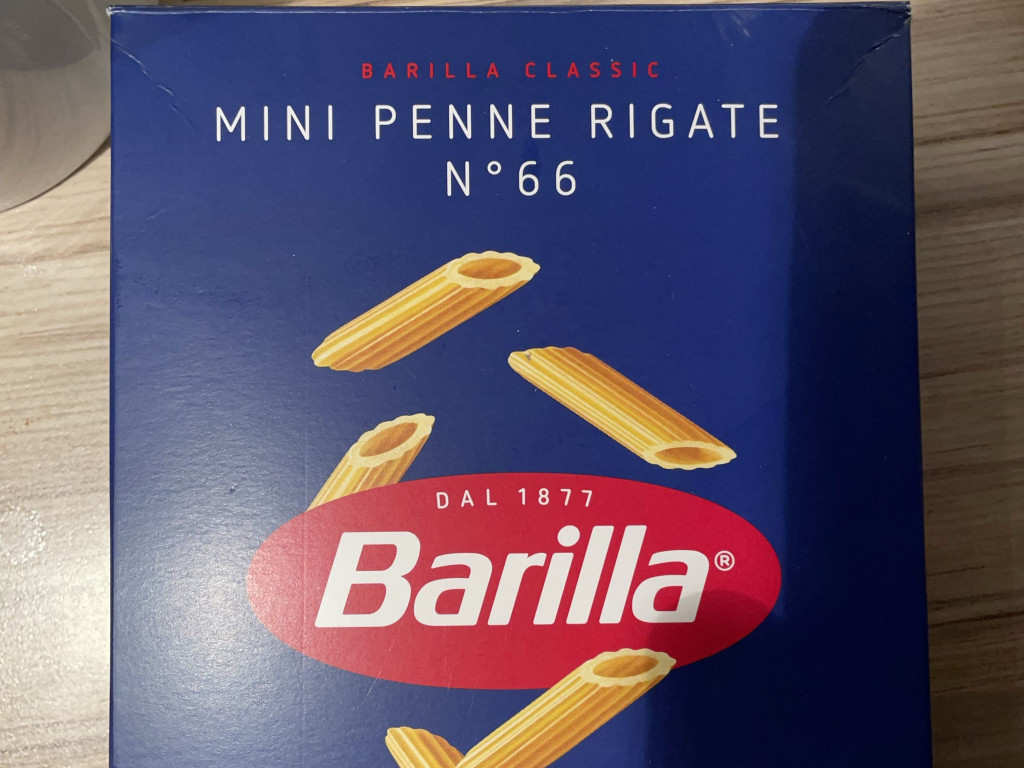 BARILLA CLASSIC
MINI PENNE RIGATE
N°66
DAL 1877
Barilla®